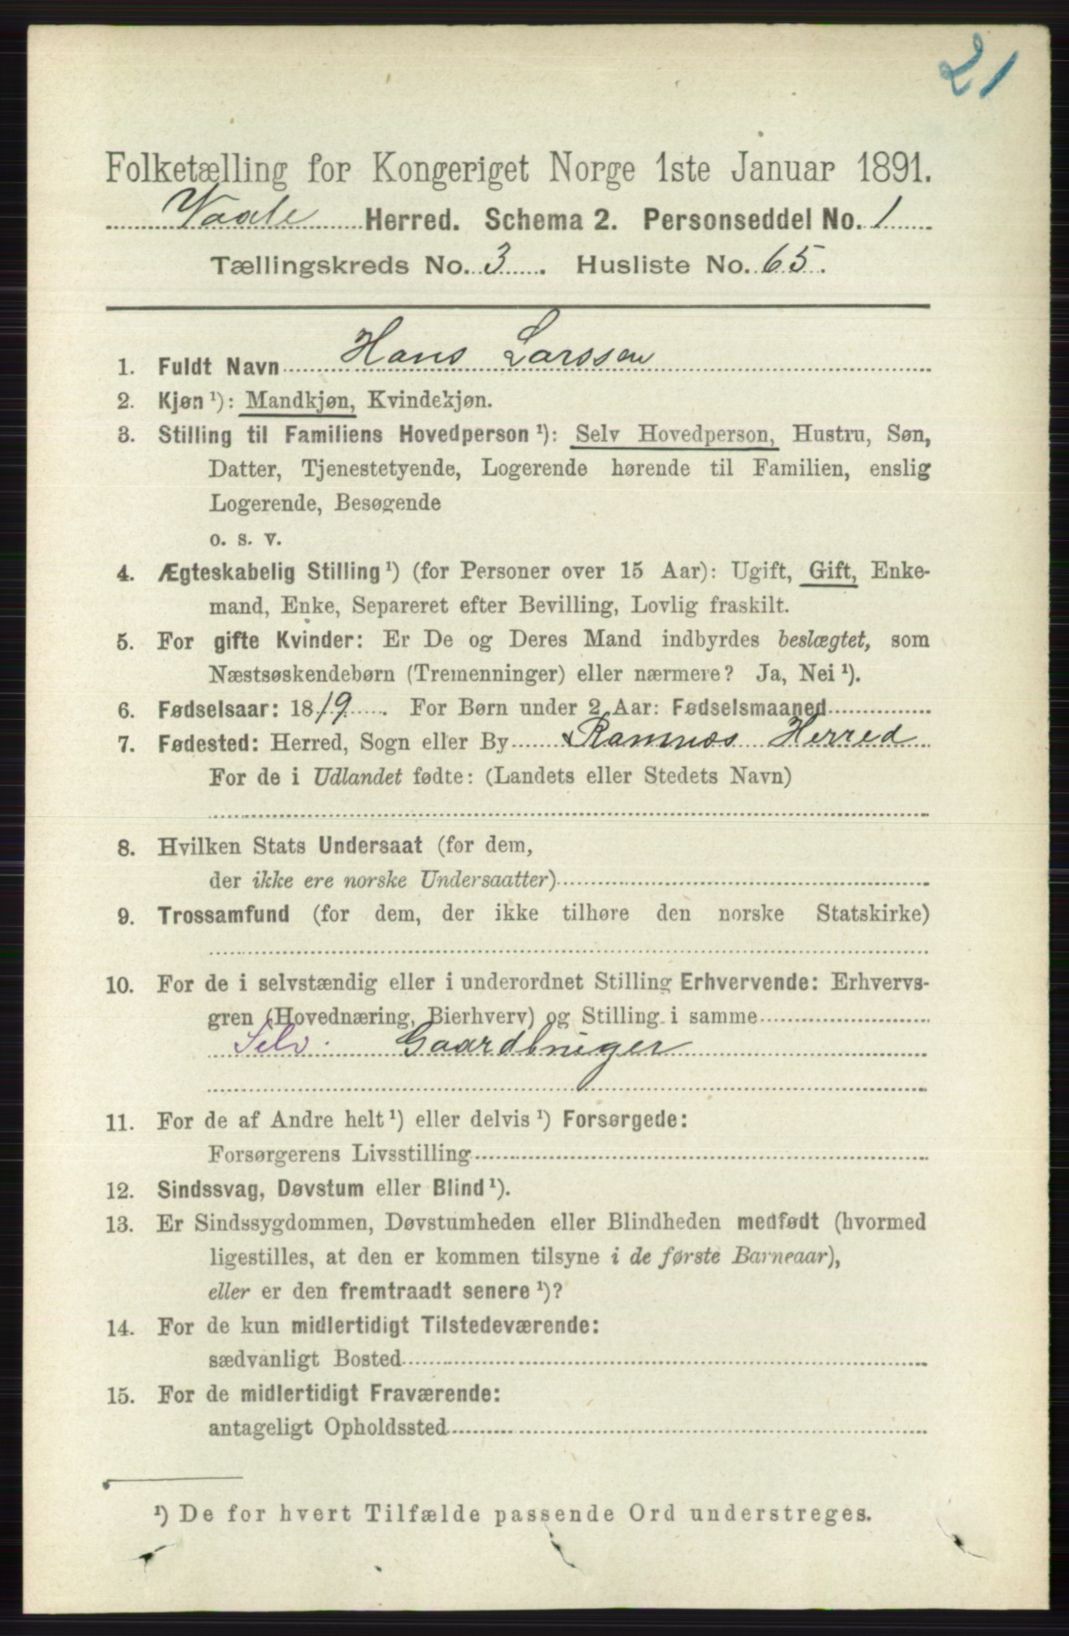 21
Folketælling for Kongeriget Norge 1ste Januar 1891.
Vaale Herred. Schema 2. Personseddel No. 1
Tællingskreds No. 3. Husliste No. 65.
1. Fuldt Navn Hans Larssen
2. Kjøn ¹): Mandkjøn, Kvindekjøn.
3. Stilling til Familiens Hovedperson ¹): Selv Hovedperson, Hustru, Søn,
Datter, Tjenestetyende, Logerende hørende til Familien, enslig
Logerende, Besøgende
o. s. v.
4. Ægteskabelig Stilling ¹) (for Personer over 15 Aar): Ugift, Gift, Enke-
mand, Enke, Separeret efter Bevilling, Lovlig fraskilt.
5. For gifte Kvinder: Er De og Deres Mand indbyrdes beslægtet, som
Næstsøskendebørn (Tremenninger) eller nærmere? Ja, Nei ¹).
6. Fødselsaar: 1819. For Børn under 2 Aar: Fødselsmaaned
7. Fødested: Herred, Sogn eller By Ramnæs Herred
For de i Udlandet fødte: (Landets eller Stedets Navn)
8. Hvilken Stats Undersaat (for dem,
der ikke ere norske Undersaatter)
9. Trossamfund (for dem, der ikke tilhøre den norske Statskirke)
10. For de i selvstændig eller i underordnet Stilling Erhvervende: Erhvervs-
gren (Hovednæring, Bierhverv) og Stilling i samme
Selv. Gaardbruger
11. For de af Andre helt ¹) eller delvis ¹) Forsørgede:
Forsørgerens Livsstilling
12. Sindssvag, Døvstum eller Blind ¹).
13. Er Sindssygdommen, Døvstumheden eller Blindheden medfødt (hvormed
ligestilles, at den er kommen tilsyne i de første Barneaar),
eller er den fremtraadt senere ¹)?
14. For de kun midlertidigt Tilstedeværende:
sædvanligt Bosted
15. For de midlertidigt Fraværende:
antageligt Opholdssted
¹) De for hvert Tilfælde passende Ord understreges.